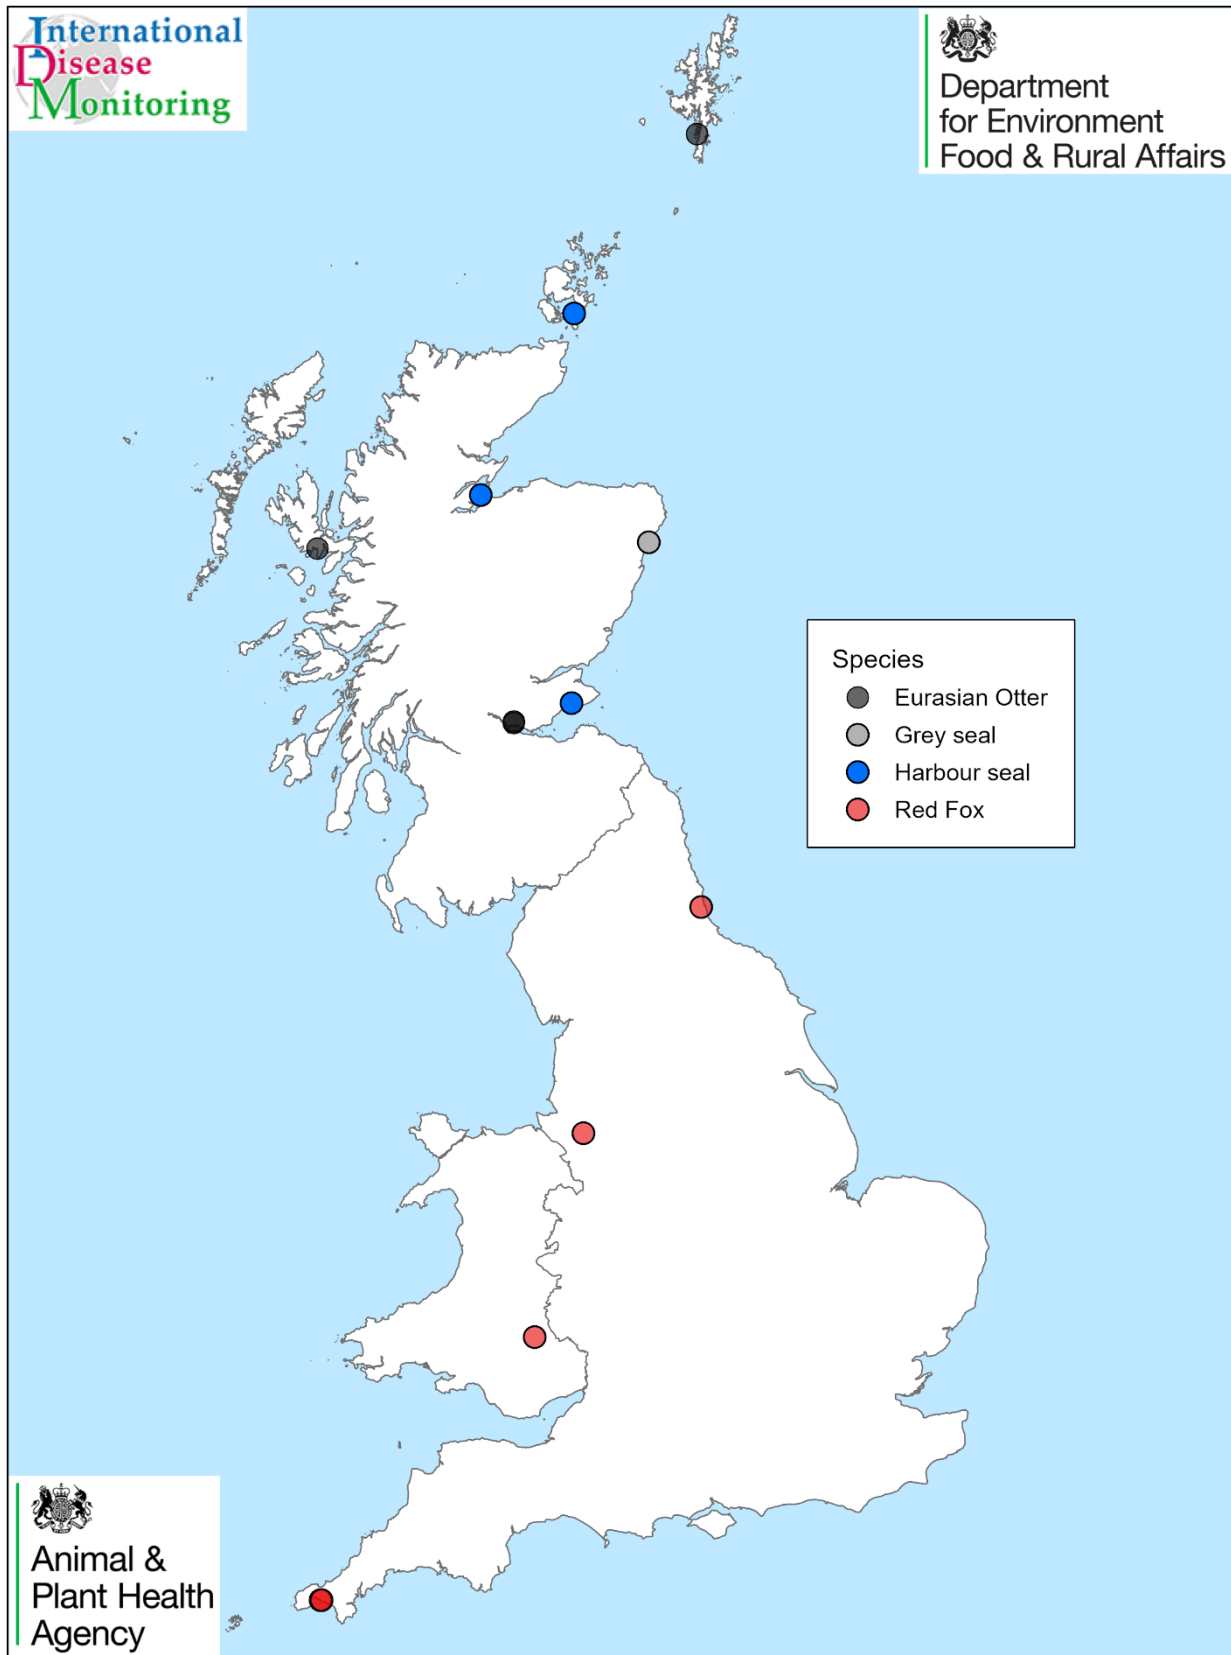 International
Disease
Monitoring
Department
for Environment
Food & Rural Affairs
Species
Eurasian Otter
Grey seal
Harbour seal
Red Fox
Animal &
Plant Health
Agency